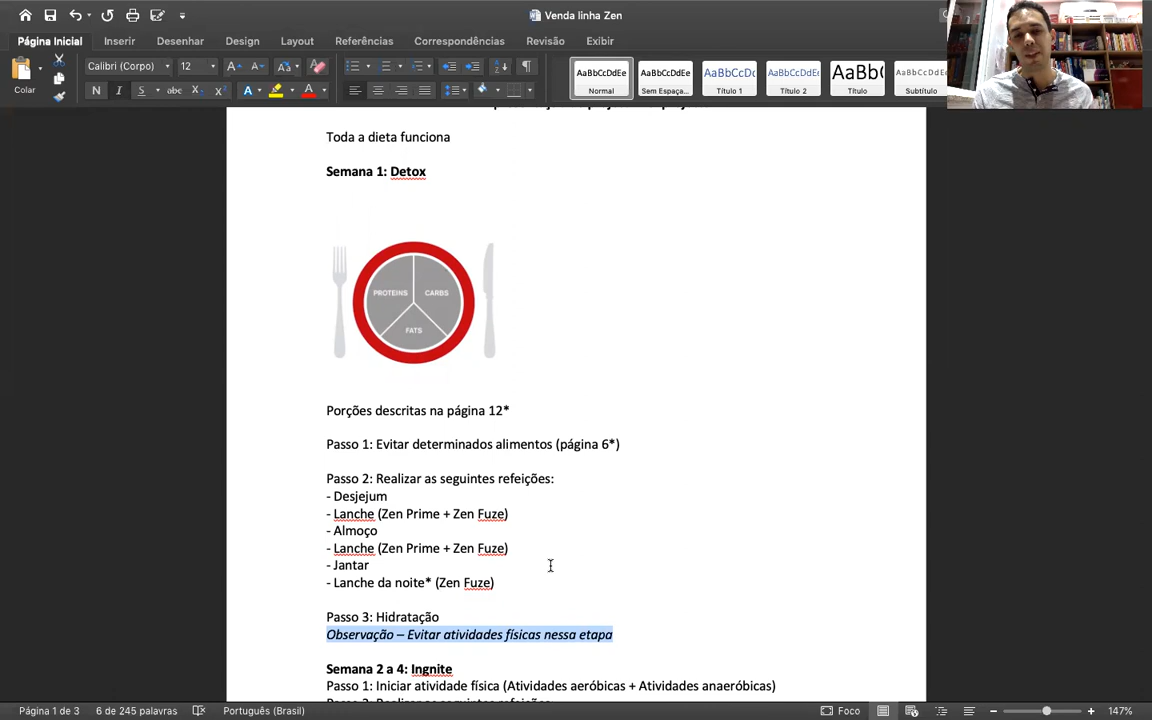 Venda linha Zen
Página Inicial Inserir Desenhar Design Layout Referências Correspondências Revisão Exibir
Colar
Calibri (Corpo) 12
N I S abc X X A A
AaBbCcDdEe AaBbCcDdEe AaBbCcDc AaBbCcDdEe AaBb( AaBbCcDdEe
Normal Sem Espaça... Título 1 Título 2 Título Subtítulo
Toda a dieta funciona
Semana 1: Detox
PROTEINS CARBS
FATS
Porções descritas na página 12*
Passo 1: Evitar determinados alimentos (página 6*)
Passo 2: Realizar as seguintes refeições:
- Desjejum
- Lanche (Zen Prime + Zen Fuze)
- Almoço
- Lanche (Zen Prime + Zen Fuze)
- Jantar
- Lanche da noite* (Zen Fuze)
Passo 3: Hidratação
Observação – Evitar atividades físicas nessa etapa
Semana 2 a 4: Ingnite
Passo 1: Iniciar atividade física (Atividades aeróbicas + Atividades anaeróbicas)
Página 1 de 3 6 de 245 palavras Português (Brasil) Foco 147%